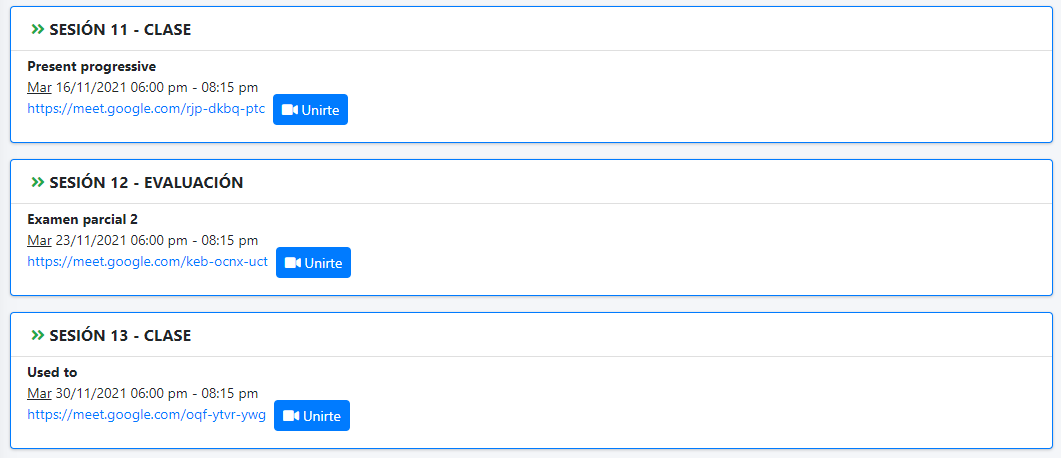 SESIÓN 11 - CLASE
Present progressive
Mar 16/11/2021 06:00 pm - 08:15 pm
https://meet.google.com/rjp-dkbq-ptc Unirte
SESIÓN 12 - EVALUACIÓN
Examen parcial 2
Mar 23/11/2021 06:00 pm - 08:15 pm
https://meet.google.com/keb-ocnx-uct Unirte
SESIÓN 13 - CLASE
Used to
Mar 30/11/2021 06:00 pm - 08:15 pm
https://meet.google.com/oqf-ytvr-ywg Unirte